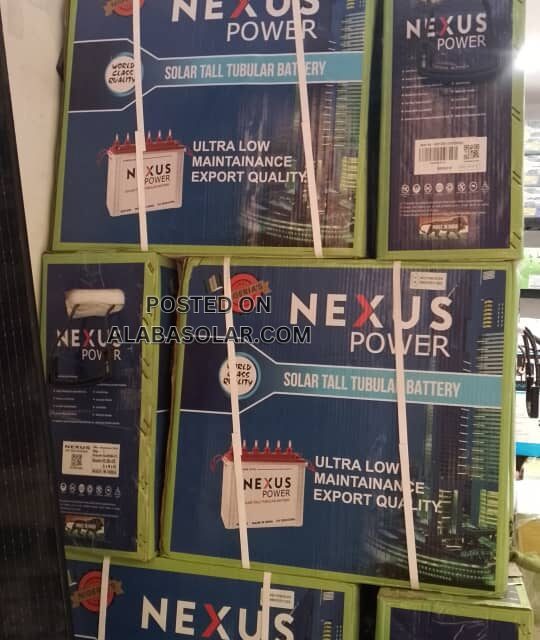 NEXUS
POWER
WORLD
CLASS
QUALITY
SOLAR TALL TUBULAR BATTERY
NEXUS
POWER
ULTRA LOW
MAINTAINANCE
EXPORT QUALITY
NEXUS
POWER
POSTED ON
ALABASOLAR.COM
NEXUS
POWER
NEXUS
NIGERIA'S
NEXUS
POWER
WORLD
CLASS
QUALITY
SOLAR TALL TUBULAR BATTERY
NEXUS
POWER
ULTRA LOW
MAINTAINANCE
EXPORT QUALITY
NEXUS